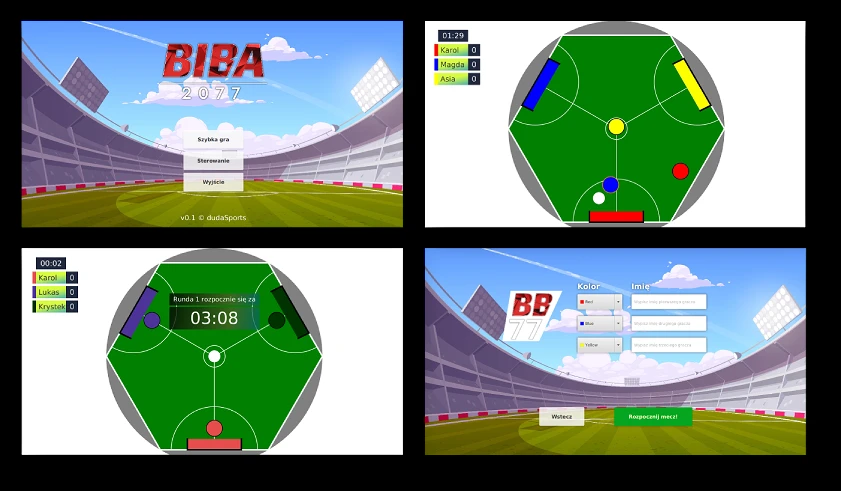 BIBA
2077
Szybka gra
Sterowanie
Wyjście
v0.1 © dudaSports
01:29
Karol 0
Magda 0
Asia 0
00:02
Karol 0
Lukas 0
Krystek 0
Runda 1 rozpocznie się za
03:08
BB
77
Kolor Imię
Red
Blue
Yellow
Wstecz
Rozpocznij mecz!